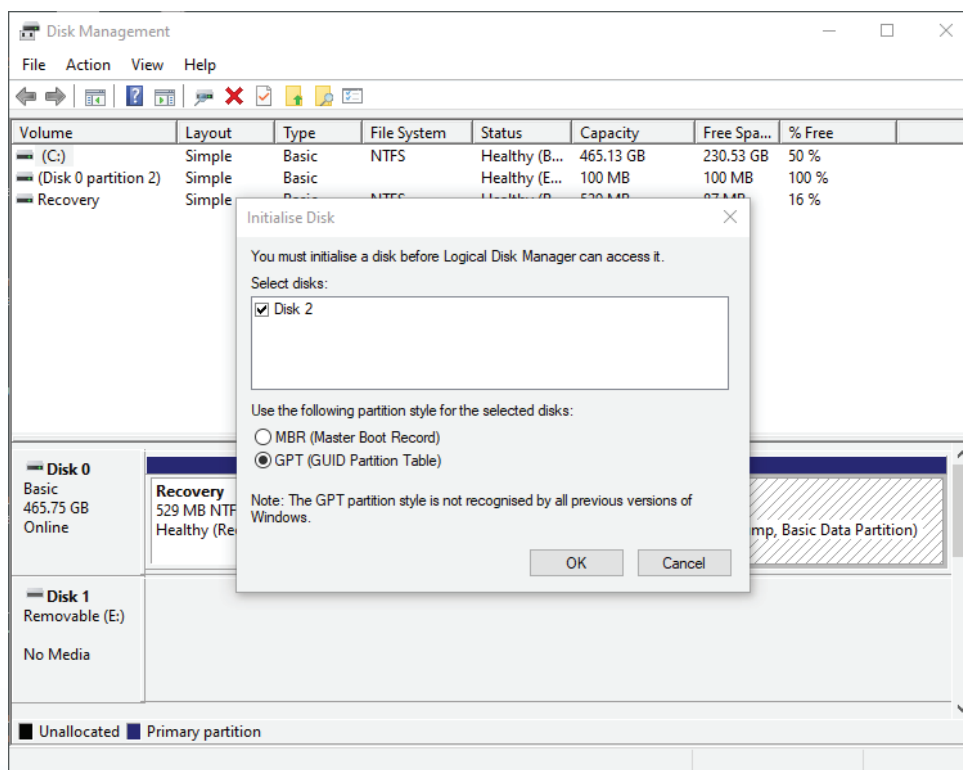 Disk Management
File Action View Help
Volume Layout Type File System Status Capacity Free Spa... % Free
(C:) Simple Basic NTFS Healthy (B... 465.13 GB 230.53 GB 50 %
(Disk 0 partition 2) Simple Basic Healthy (E... 100 MB 100 MB 100 %
Recovery Simple 16 %
Initialise Disk
You must initialise a disk before Logical Disk Manager can access it.
Select disks:
Disk 2
Use the following partition style for the selected disks:
MBR (Master Boot Record)
GPT (GUID Partition Table)
Note: The GPT partition style is not recognised by all previous versions of
Windows.
OK Cancel
Disk 0
Basic
465.75 GB
Online
Recovery
529 MB NTF
Healthy (Re
mp, Basic Data Partition)
Disk 1
Removable (E:)
No Media
Unallocated Primary partition